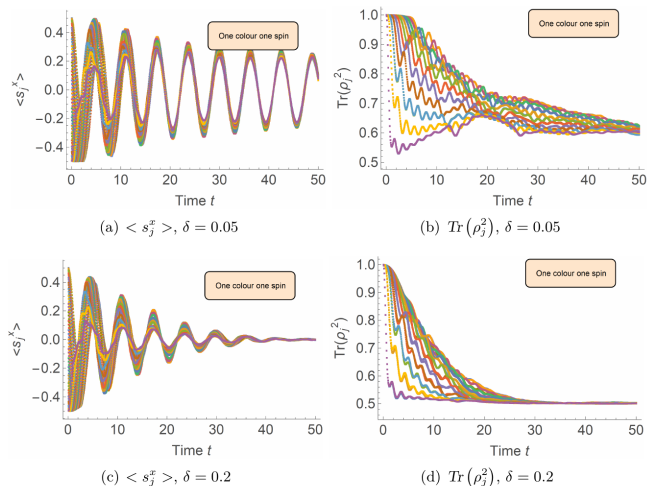 One colour one spin
<s_j^x>
0.4
0.2
0.0
−0.2
−0.4
0 10 20 30 40 50
Time t
(a) < s_j^x >, δ = 0.05
One colour one spin
Tr(ρ_j^2)
1.0
0.9
0.8
0.7
0.6
0.5
0 10 20 30 40 50
Time t
(b) Tr(ρ_j^2), δ = 0.05
One colour one spin
<s_j^x>
0.4
0.2
0.0
−0.2
−0.4
0 10 20 30 40 50
Time t
(c) < s_j^x >, δ = 0.2
One colour one spin
Tr(ρ_j^2)
1.0
0.9
0.8
0.7
0.6
0.5
0 10 20 30 40 50
Time t
(d) Tr(ρ_j^2), δ = 0.2